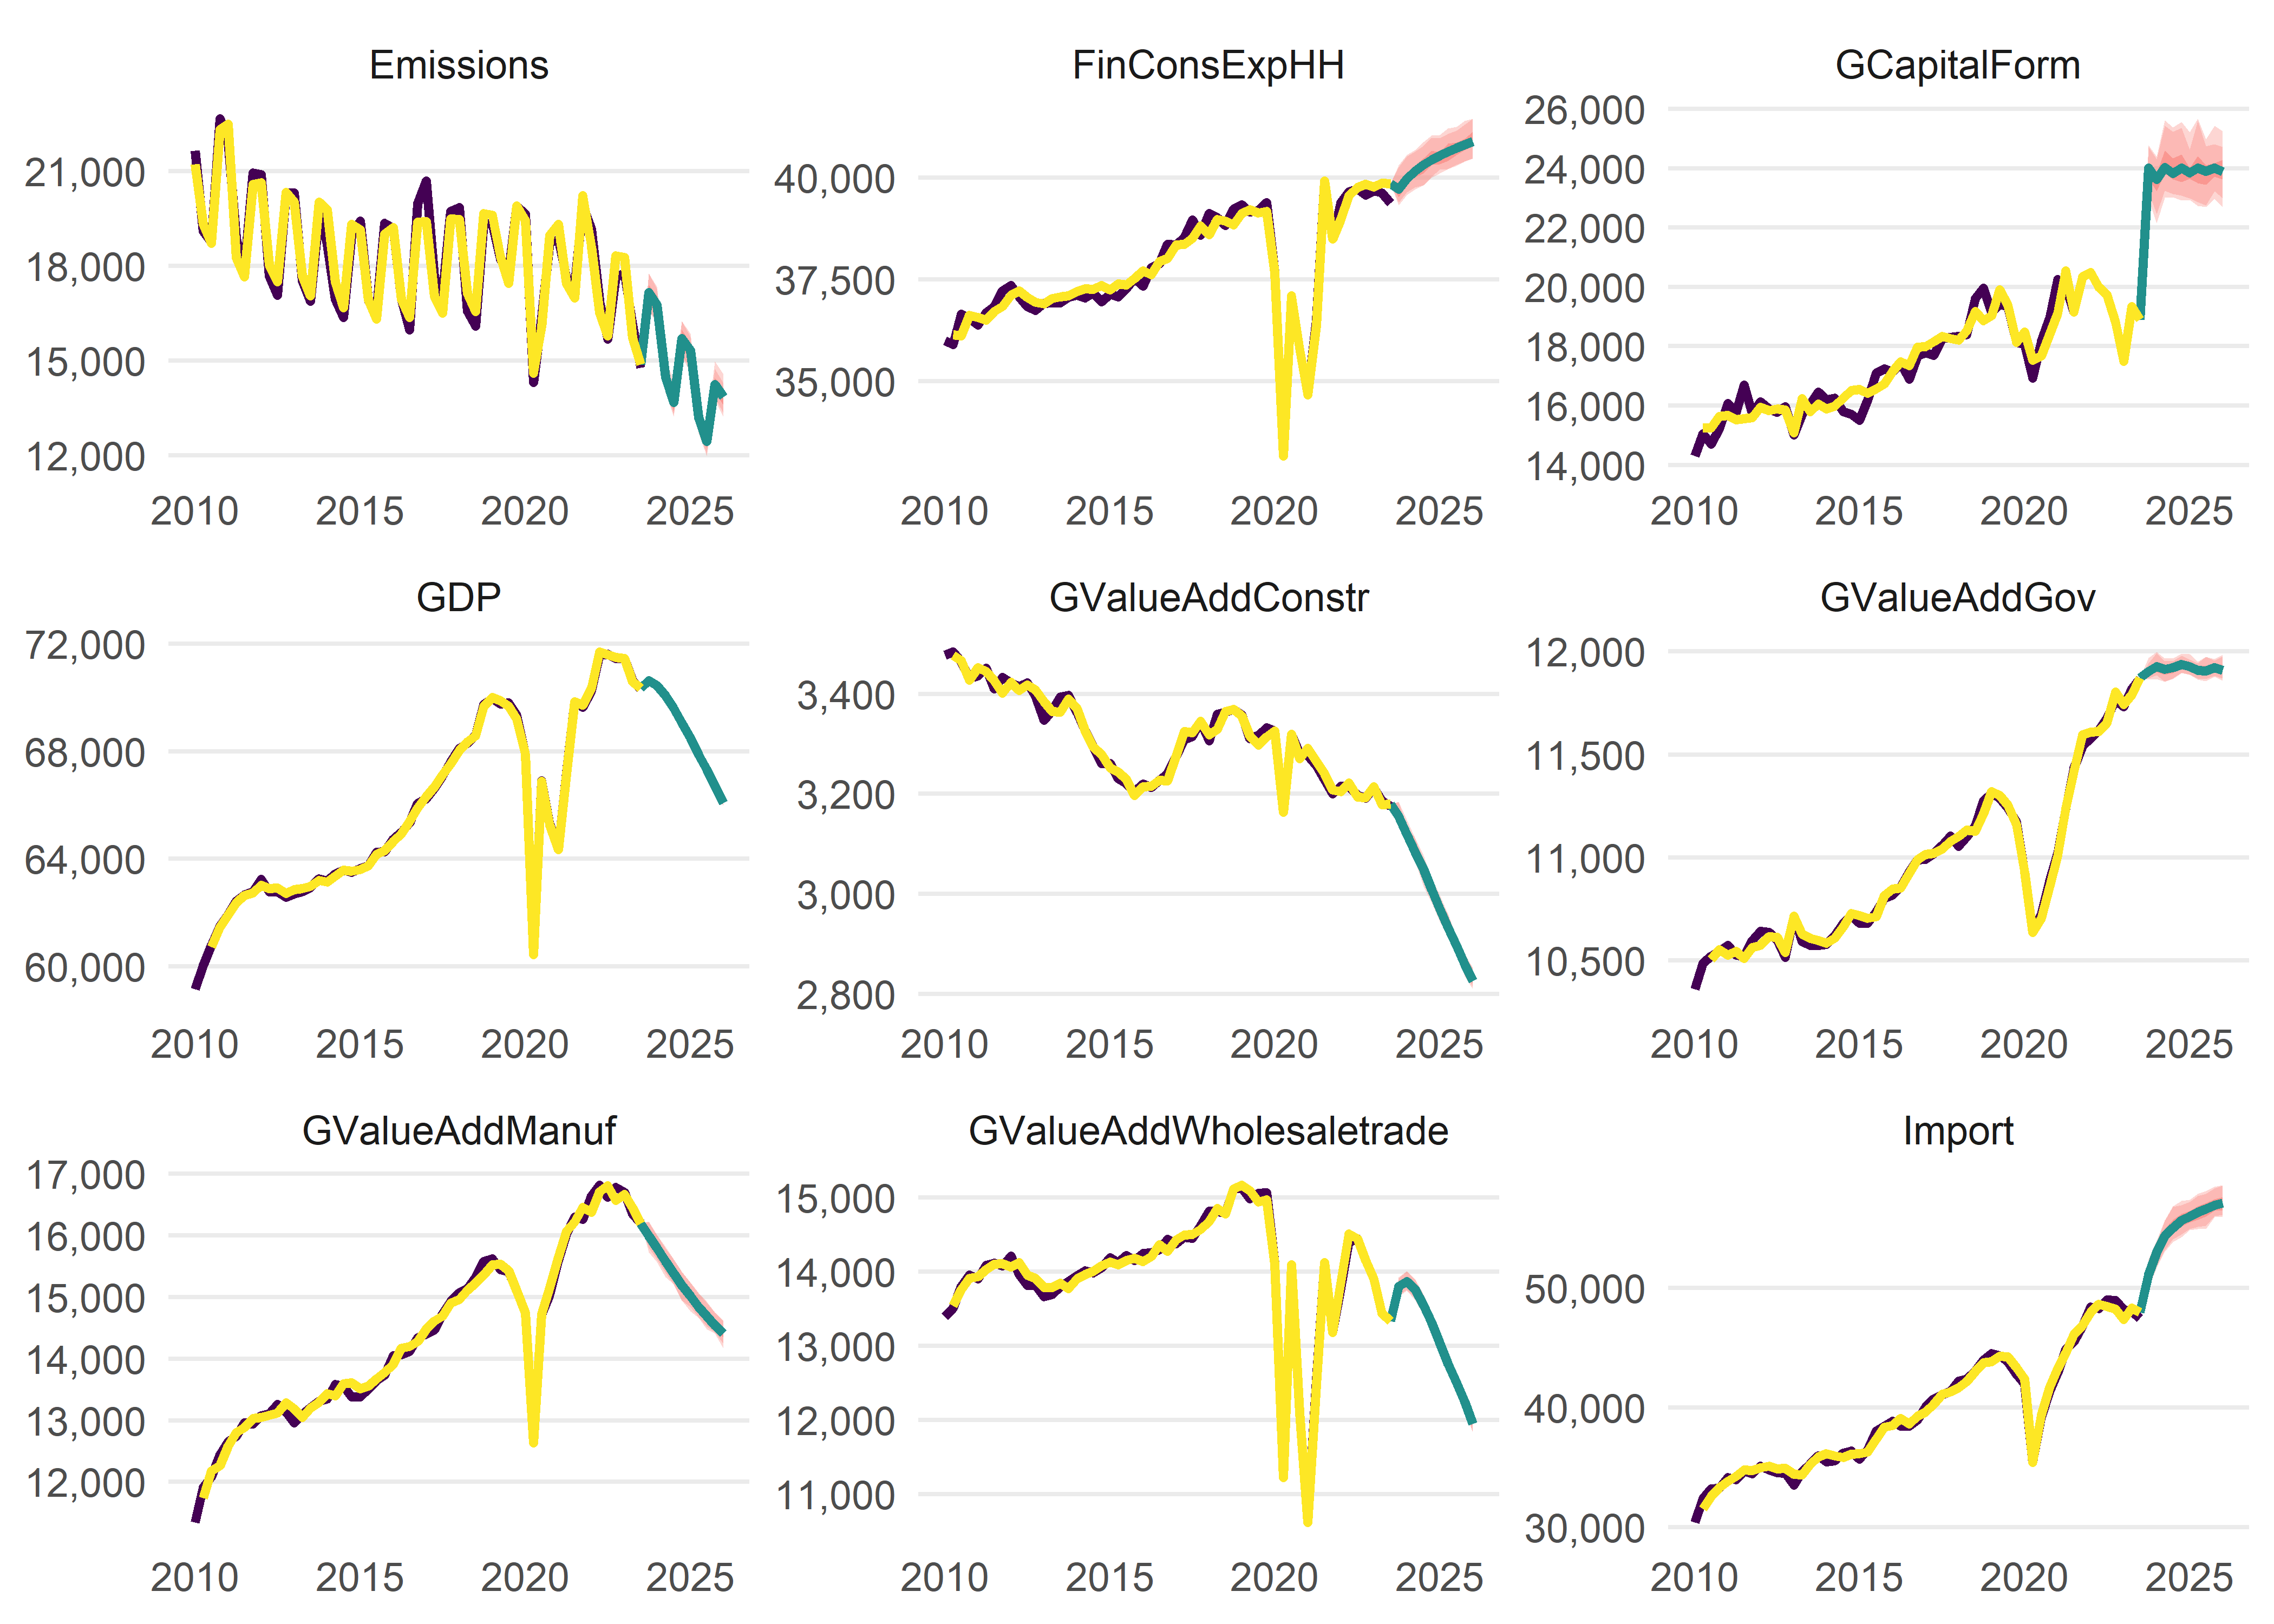 Emissions
FinConsExpHH
GCapitalForm
21,000
18,000
15,000
12,000
40,000
37,500
35,000
26,000
24,000
22,000
20,000
18,000
16,000
14,000
2010 2015 2020 2025
2010 2015 2020 2025
2010 2015 2020 2025
GDP
GValueAddConstr
GValueAddGov
72,000
68,000
64,000
60,000
3,400
3,200
3,000
2,800
12,000
11,500
11,000
10,500
2010 2015 2020 2025
2010 2015 2020 2025
2010 2015 2020 2025
GValueAddManuf
GValueAddWholesaletrade
Import
17,000
16,000
15,000
14,000
13,000
12,000
15,000
14,000
13,000
12,000
11,000
50,000
40,000
30,000
2010 2015 2020 2025
2010 2015 2020 2025
2010 2015 2020 2025